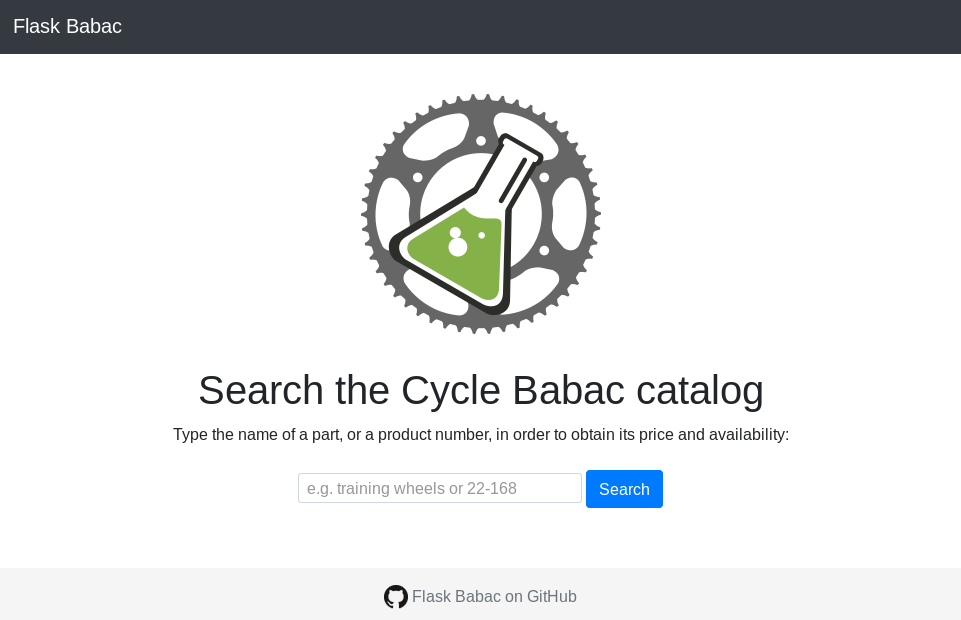 Flask Babac
Search the Cycle Babac catalog
Type the name of a part, or a product number, in order to obtain its price and availability:
e.g. training wheels or 22-168
Search
Flask Babac on GitHub